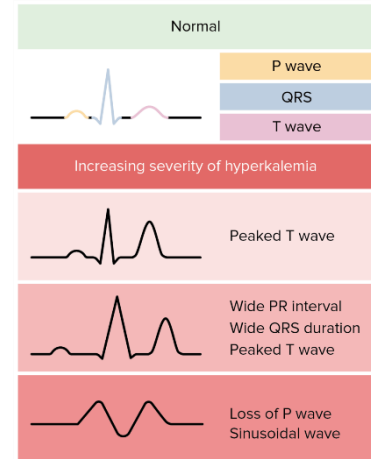 Normal
P wave
QRS
T wave
Increasing severity of hyperkalemia
Peaked T wave
Wide PR interval
Wide QRS duration
Peaked T wave
Loss of P wave
Sinusoidal wave